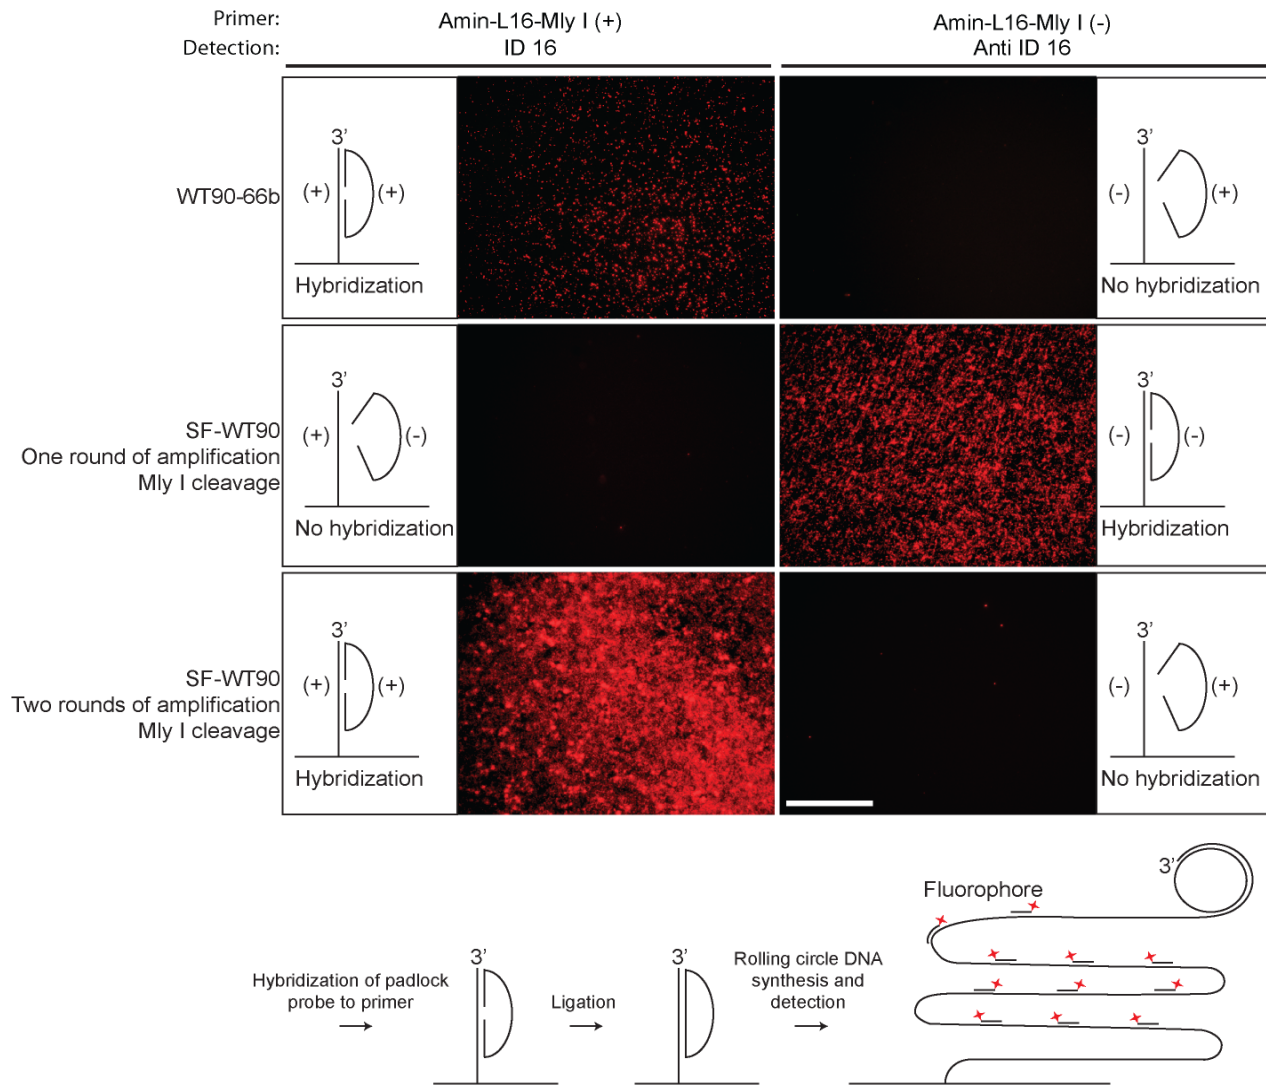 Primer:
Amin-L16-Mly I (+)
Amin-L16-Mly I (-)
Detection:
ID 16
Anti ID 16
WT90-66b
3'
(+)
(+)
Hybridization
3'
(-)
(+)
No hybridization
SF-WT90
One round of amplification
Mly I cleavage
3'
(+)
(-)
No hybridization
3'
(-)
(-)
Hybridization
SF-WT90
Two rounds of amplification
Mly I cleavage
3'
(+)
(+)
Hybridization
3'
(-)
(+)
No hybridization
Hybridization of padlock
probe to primer
3'
Ligation
3'
Rolling circle DNA
synthesis and
detection
Fluorophore
3'